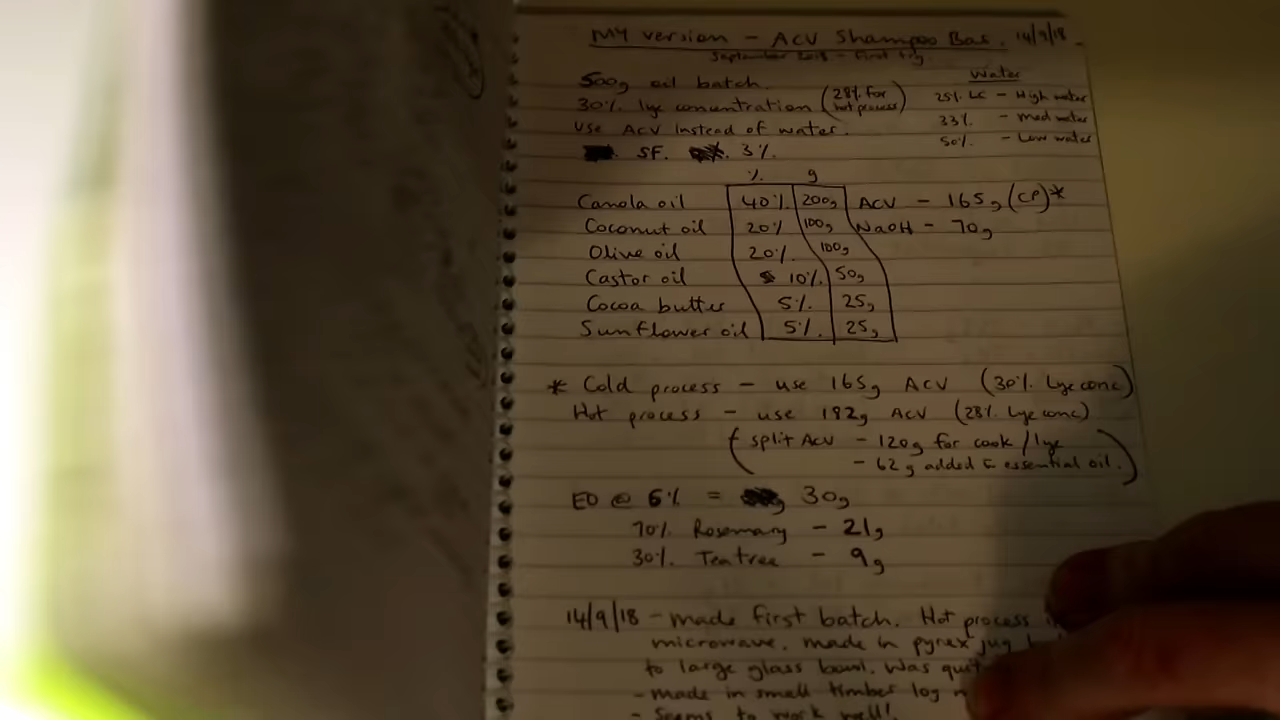 MY version - ACV Shampoo Bar. 14/9/18
September 2018 - First try
500g oil batch.
30% lye concentration (28% for hot process)
Use ACV instead of water.
SF. 3%
Water
25% LC - High water
33% - med water
50% - Low water
% g
Canola oil 40% 200g ACV - 165g (CP)*
Coconut oil 20% 100g NaOH - 70g
Olive oil 20% 100g
Castor oil 10% 50g
Cocoa butter 5% 25g
Sunflower oil 5% 25g
* Cold process - use 165g ACV (30% Lye conc)
Hot process - use 182g ACV (28% Lye conc)
(split ACV - 120g for cook/lye
- 62g added to essential oil.)
EO @ 6% = 30g
70% Rosemary - 21g
30% Teatree - 9g
14/9/18 - made first batch. Hot process
microwave. made in pyrex jug
to large glass bowl. Was
- made in small timber log
- Seems to work well!